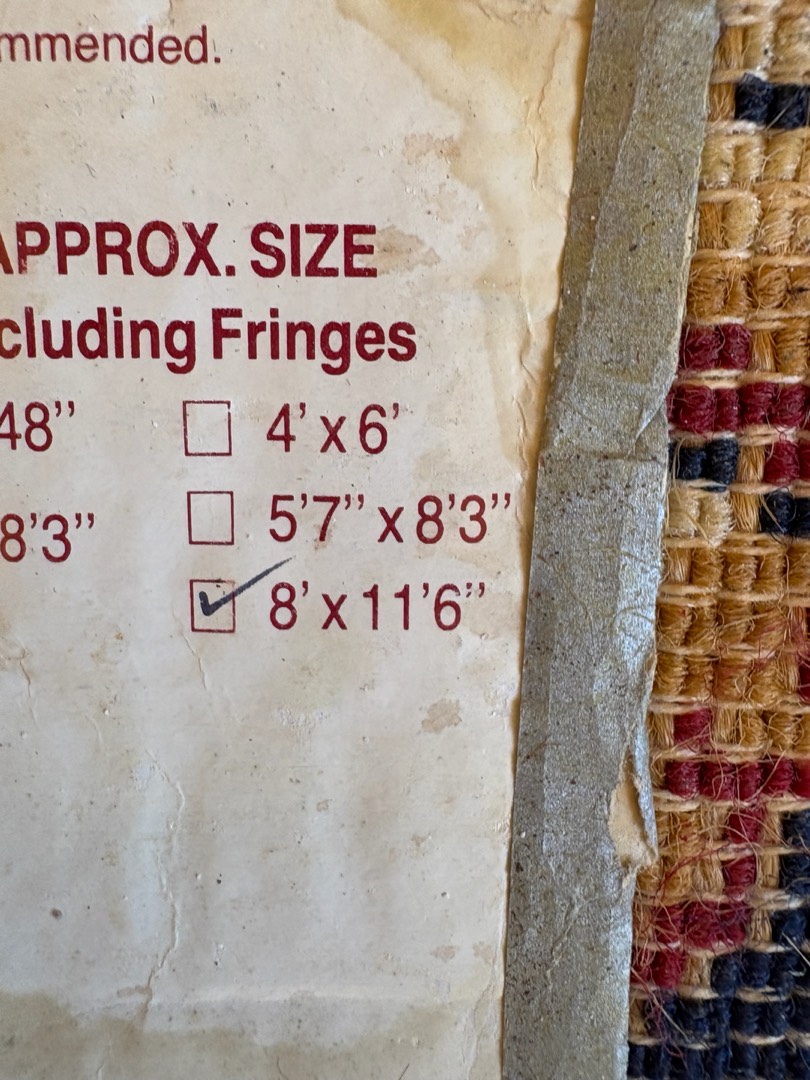 mmended.
APPROX. SIZE
cluding Fringes
48” 4’ x 6’
8’3” 5’7” x 8’3”
8’ x 11’6”